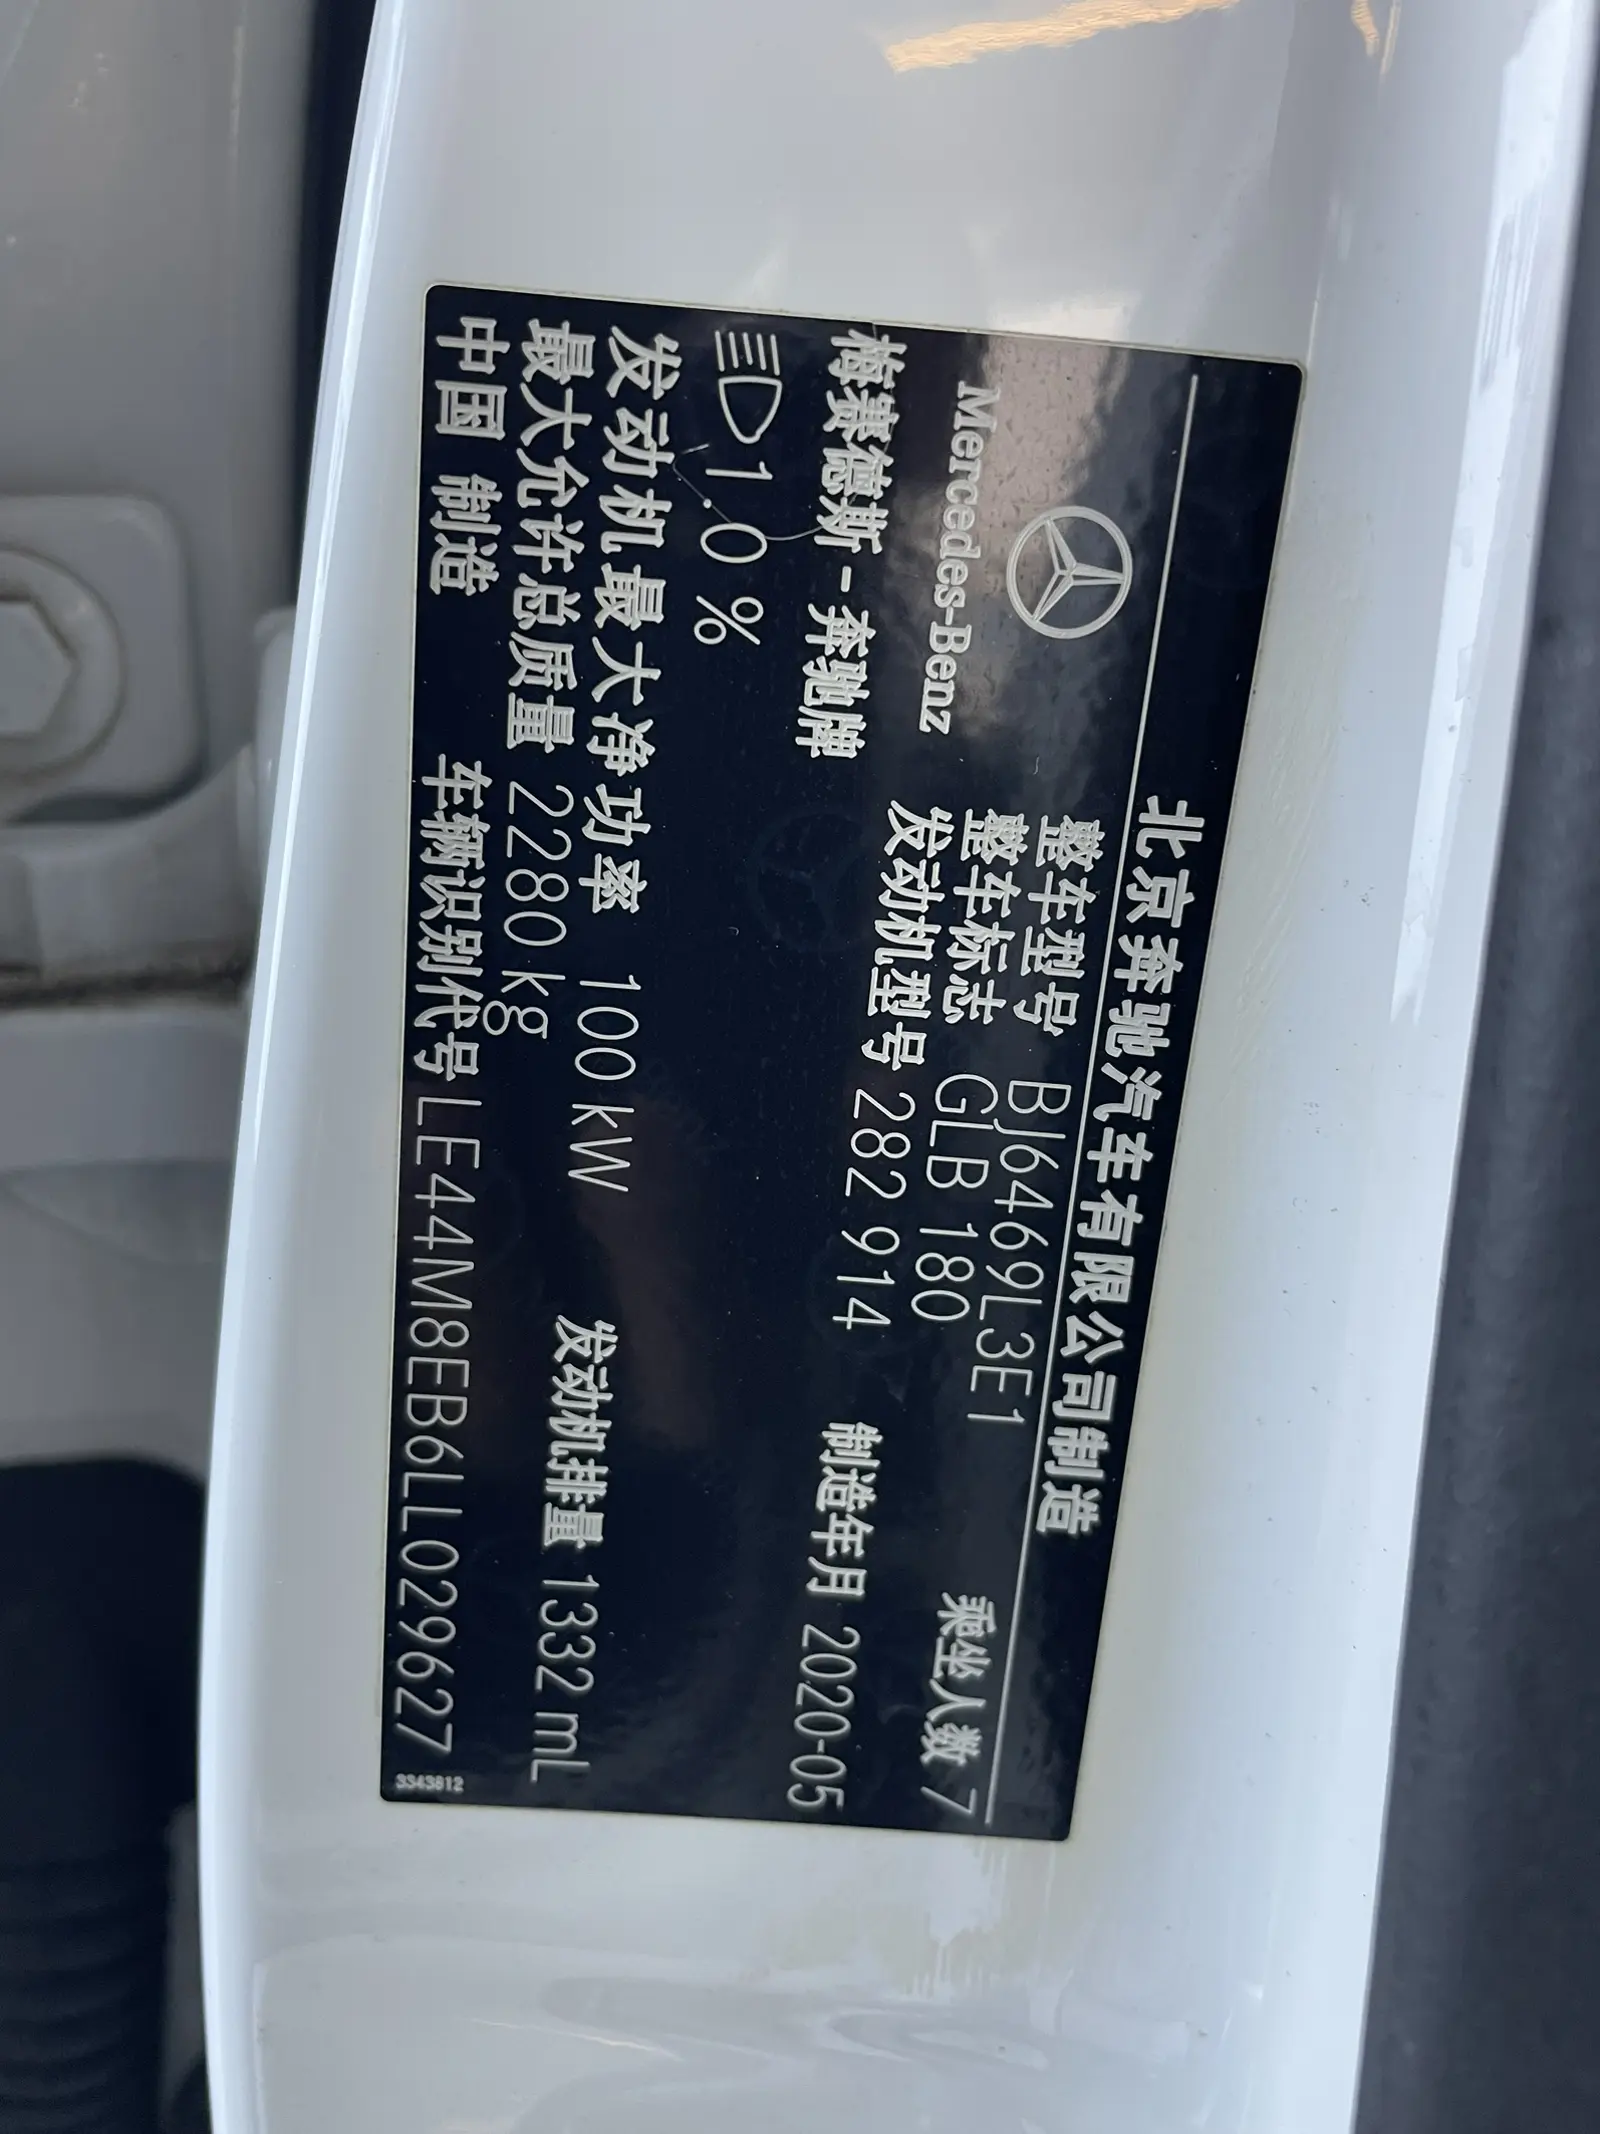 北京奔驰汽车有限公司制造
整车型号 BJ6469L3E1
乘坐人数 7
Mercedes-Benz
整车标志 GLB 180
梅赛德斯-奔驰牌
发动机型号 282 914
制造年月 2020-05
10%
发动机最大净功率 100 kW
发动机排量 1332 mL
最大允许总质量 2280 kg
中国 制造
车辆识别代号 LE44M8EB6LL029627
3343812